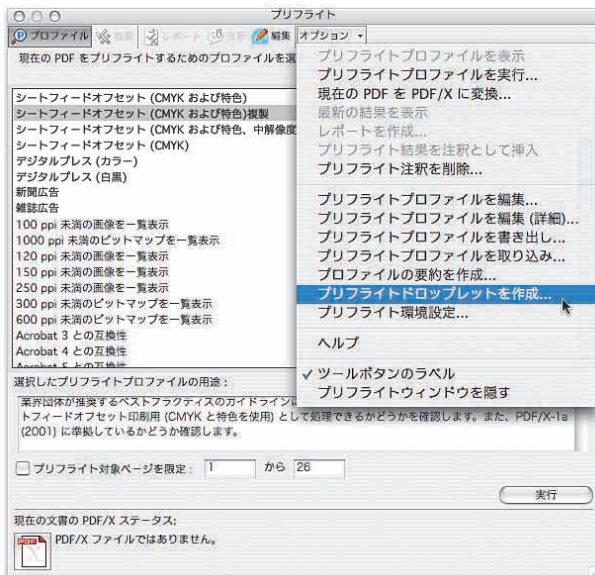 プリフライト
プロファイル 編集 オプション
現在の PDF をプリフライトするためのプロファイルを選
シートフィードオフセット (CMYK および特色)
シートフィードオフセット (CMYK および特色)複製
シートフィードオフセット (CMYK および特色、中解像度
シートフィードオフセット (CMYK)
デジタルプレス (カラー)
デジタルプレス (白黒)
新聞広告
雑誌広告
100 ppi 未満の画像を一覧表示
1000 ppi 未満のビットマップを一覧表示
120 ppi 未満の画像を一覧表示
150 ppi 未満の画像を一覧表示
250 ppi 未満の画像を一覧表示
300 ppi 未満のビットマップを一覧表示
600 ppi 未満のビットマップを一覧表示
Acrobat 3 との互換性
Acrobat 4 との互換性
プリフライトプロファイルを表示
プリフライトプロファイルを実行...
現在の PDF を PDF/X に変換...
最新の結果を表示
レポートを作成...
プリフライト結果を注釈として挿入
プリフライト注釈を削除...
プリフライトプロファイルを編集...
プリフライトプロファイルを編集 (詳細)...
プリフライトプロファイルを書き出し...
プリフライトプロファイルを取り込み...
プロファイルの要約を作成...
プリフライトドロップレットを作成...
プリフライト環境設定...
ヘルプ
✓ ツールボタンのラベル
プリフライトウィンドウを隠す
選択したプリフライトプロファイルの用途：
業界団体が推奨するベストプラクティスのガイドラインに
トフィードオフセット印刷用 (CMYK と特色を使用) として処理できるかどうかを確認します。また、PDF/X-1a
(2001) に準拠しているかどうか確認します。
プリフライト対象ページを限定： 1 から 26
実行
現在の文書の PDF/X ステータス:
PDF/X ファイルではありません。